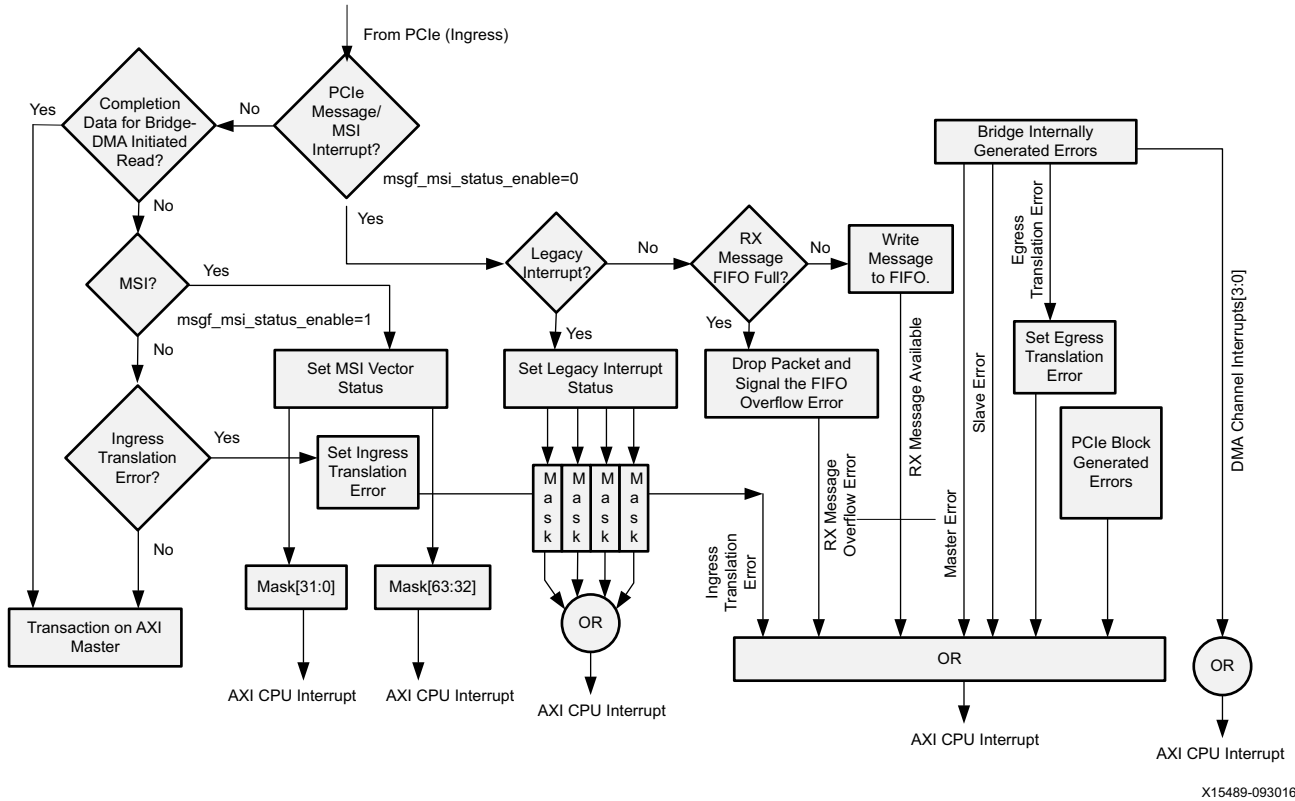 From PCIe (Ingress)
PCIe
Message/
MSI
Interrupt?
No
Completion
Data for Bridge-
DMA Initiated
Read?
Yes
msgf_msi_status_enable=0
Yes
No
MSI?
Yes
msgf_msi_status_enable=1
No
Legacy
Interrupt?
No
RX
Message
FIFO Full?
No
Write
Message
to FIFO.
Yes
Yes
Bridge Internally
Generated Errors
Egress
Translation Error
Set Egress
Translation
Error
PCIe Block
Generated
Errors
DMA Channel Interrupts[3:0]
Set MSI Vector
Status
Set Legacy Interrupt
Status
Drop Packet and
Signal the FIFO
Overflow Error
RX Message Available
Slave Error
Master Error
RX Message
Overflow Error
Ingress
Translation
Error
Ingress
Translation
Error?
Yes
Set Ingress
Translation
Error
No
Mask
Mask
Mask
Mask
Mask[31:0]
Mask[63:32]
Transaction on AXI
Master
OR
OR
OR
AXI CPU Interrupt
AXI CPU Interrupt
AXI CPU Interrupt
AXI CPU Interrupt
AXI CPU Interrupt
X15489-093016